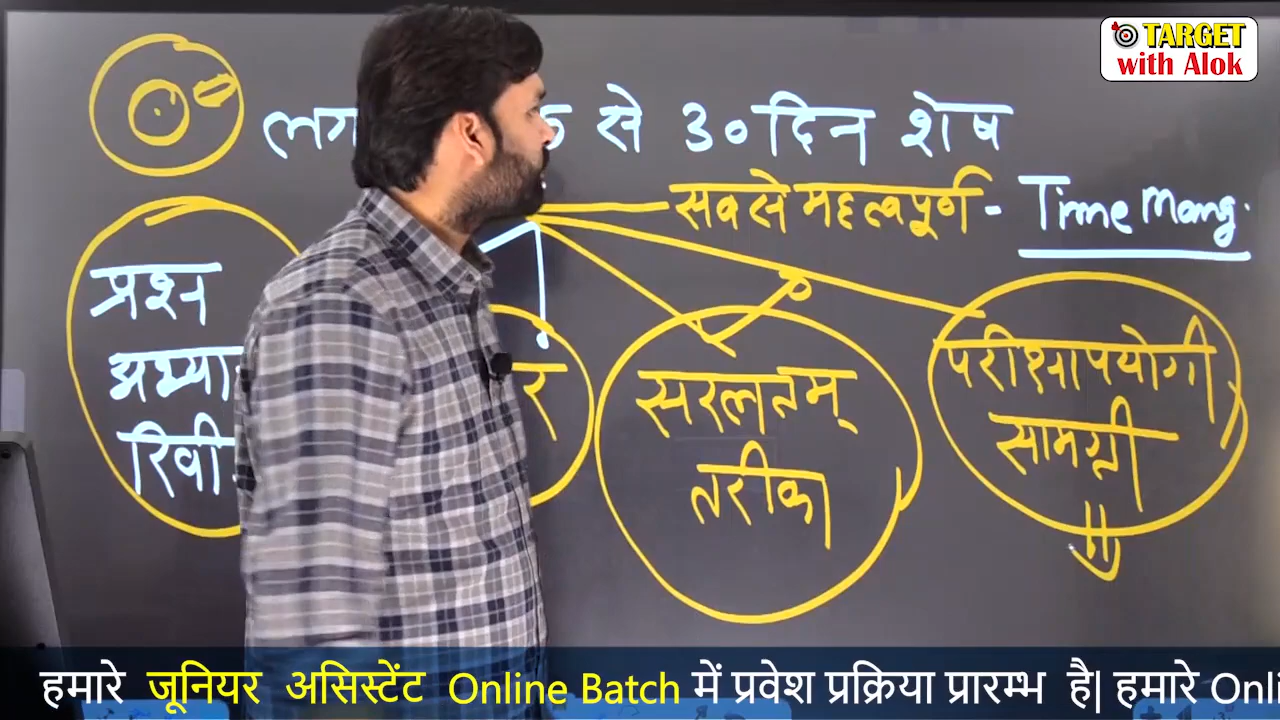 TARGET
with Alok
से 30 दिन शेष
सबसे महत्वपूर्ण - Time Mang.
प्रश्न
रिवी
सरलतम्
तरीका
परीक्षापयोगी
सामग्री
हमारे जूनियर असिस्टेंट Online Batch में प्रवेश प्रक्रिया प्रारम्भ है| हमारे Onli